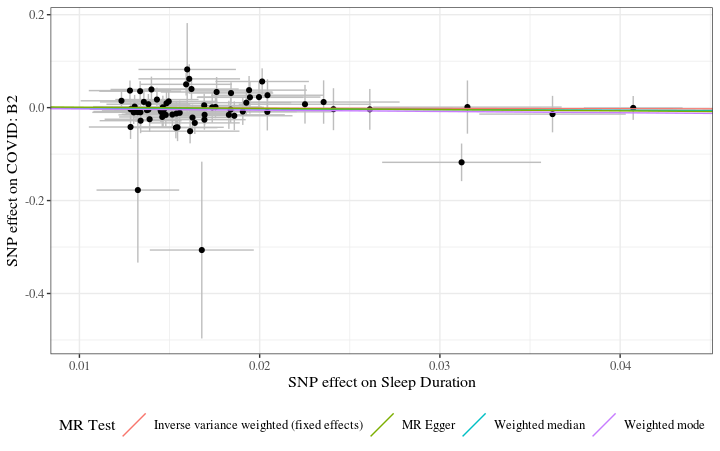 0.2
0.0
-0.2
-0.4
SNP effect on COVID: B2
0.01
0.02
0.03
0.04
SNP effect on Sleep Duration
MR Test
Inverse variance weighted (fixed effects)
MR Egger
Weighted median
Weighted mode